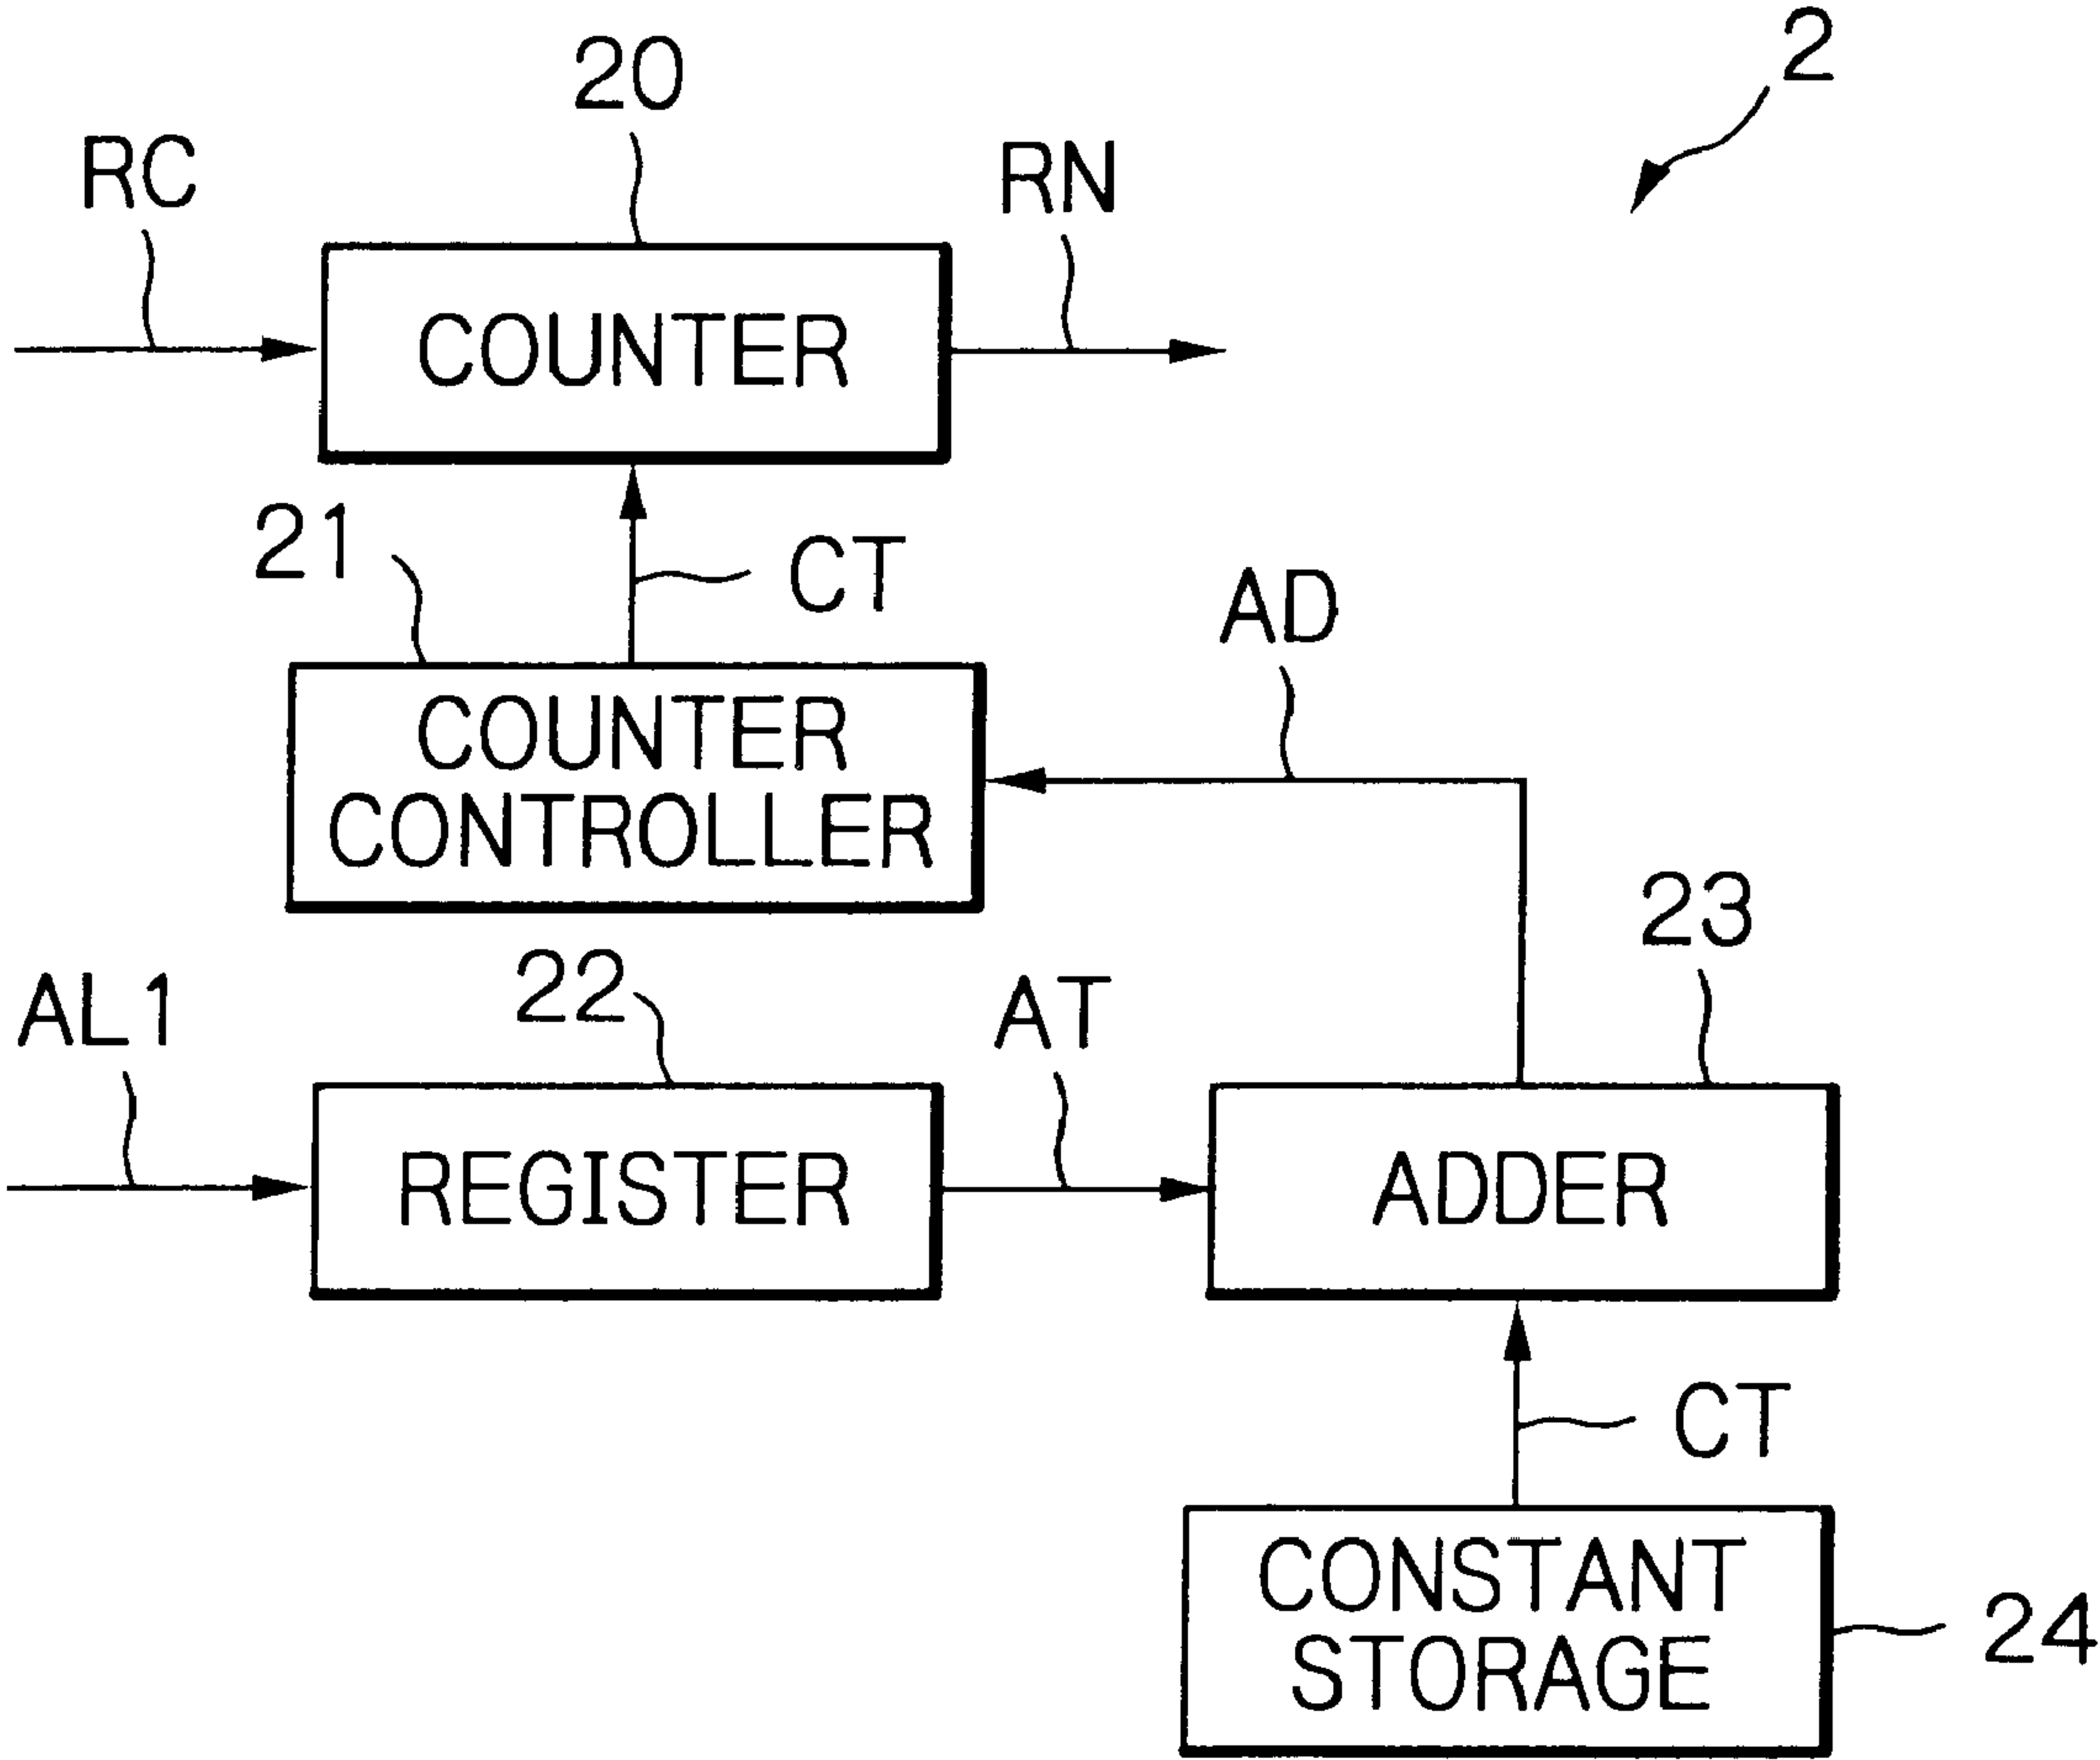 2
20
RC
RN
COUNTER
21
CT
AD
COUNTER
CONTROLLER
23
22
AL1
AT
REGISTER
ADDER
CT
CONSTANT
STORAGE
24